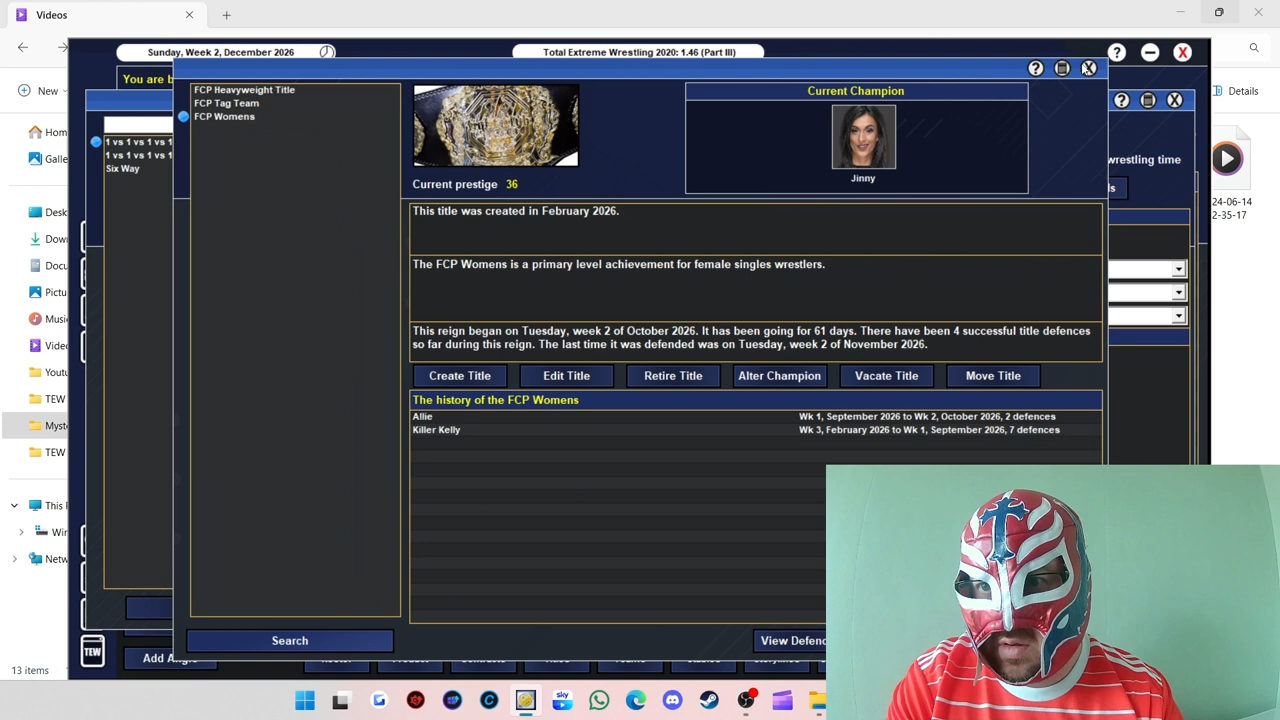 Videos
Sunday, Week 2, December 2026
Total Extreme Wrestling 2020: 1.46 (Part III)
You are b
New
Details
FCP Heavyweight Title
FCP Tag Team
FCP Womens
Current Champion
Jinny
Current prestige 36
1 vs 1 vs 1 vs 1
1 vs 1 vs 1 vs 1
Six Way
wrestling time
ls
24-06-14
2-35-17
This title was created in February 2026.
The FCP Womens is a primary level achievement for female singles wrestlers.
This reign began on Tuesday, week 2 of October 2026. It has been going for 61 days. There have been 4 successful title defences
so far during this reign. The last time it was defended was on Tuesday, week 2 of November 2026.
Create Title
Edit Title
Retire Title
Alter Champion
Vacate Title
Move Title
The history of the FCP Womens
Allie
Wk 1, September 2026 to Wk 2, October 2026, 2 defences
Killer Kelly
Wk 3, February 2026 to Wk 1, September 2026, 7 defences
Hom
Galle
Desk
Dow
Docu
Pictu
Music
Video
Youtu
TEW
Myst
TEW
This I
Win
Netw
Search
View Defenc
TEW
Add An
13 items
sky